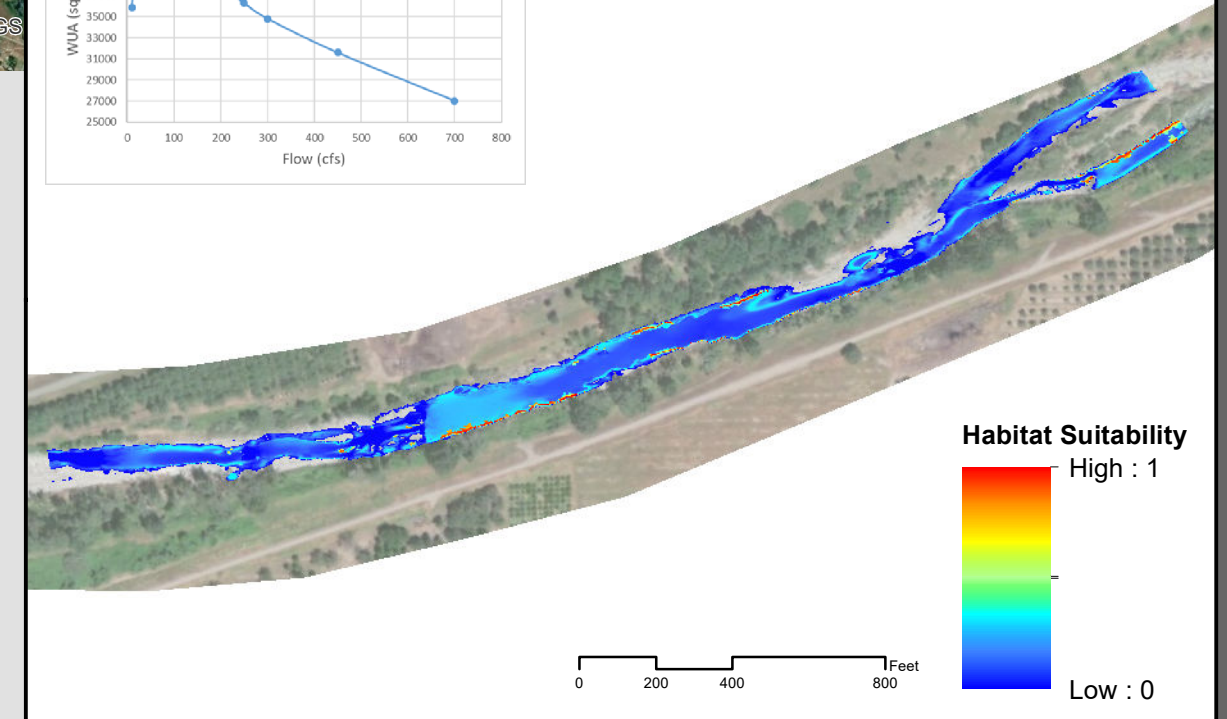 GS
WUA (sq
35000
33000
31000
29000
27000
25000
0 100 200 300 400 500 600 700 800
Flow (cfs)
Habitat Suitability
High : 1
Low : 0
Feet
0 200 400 800